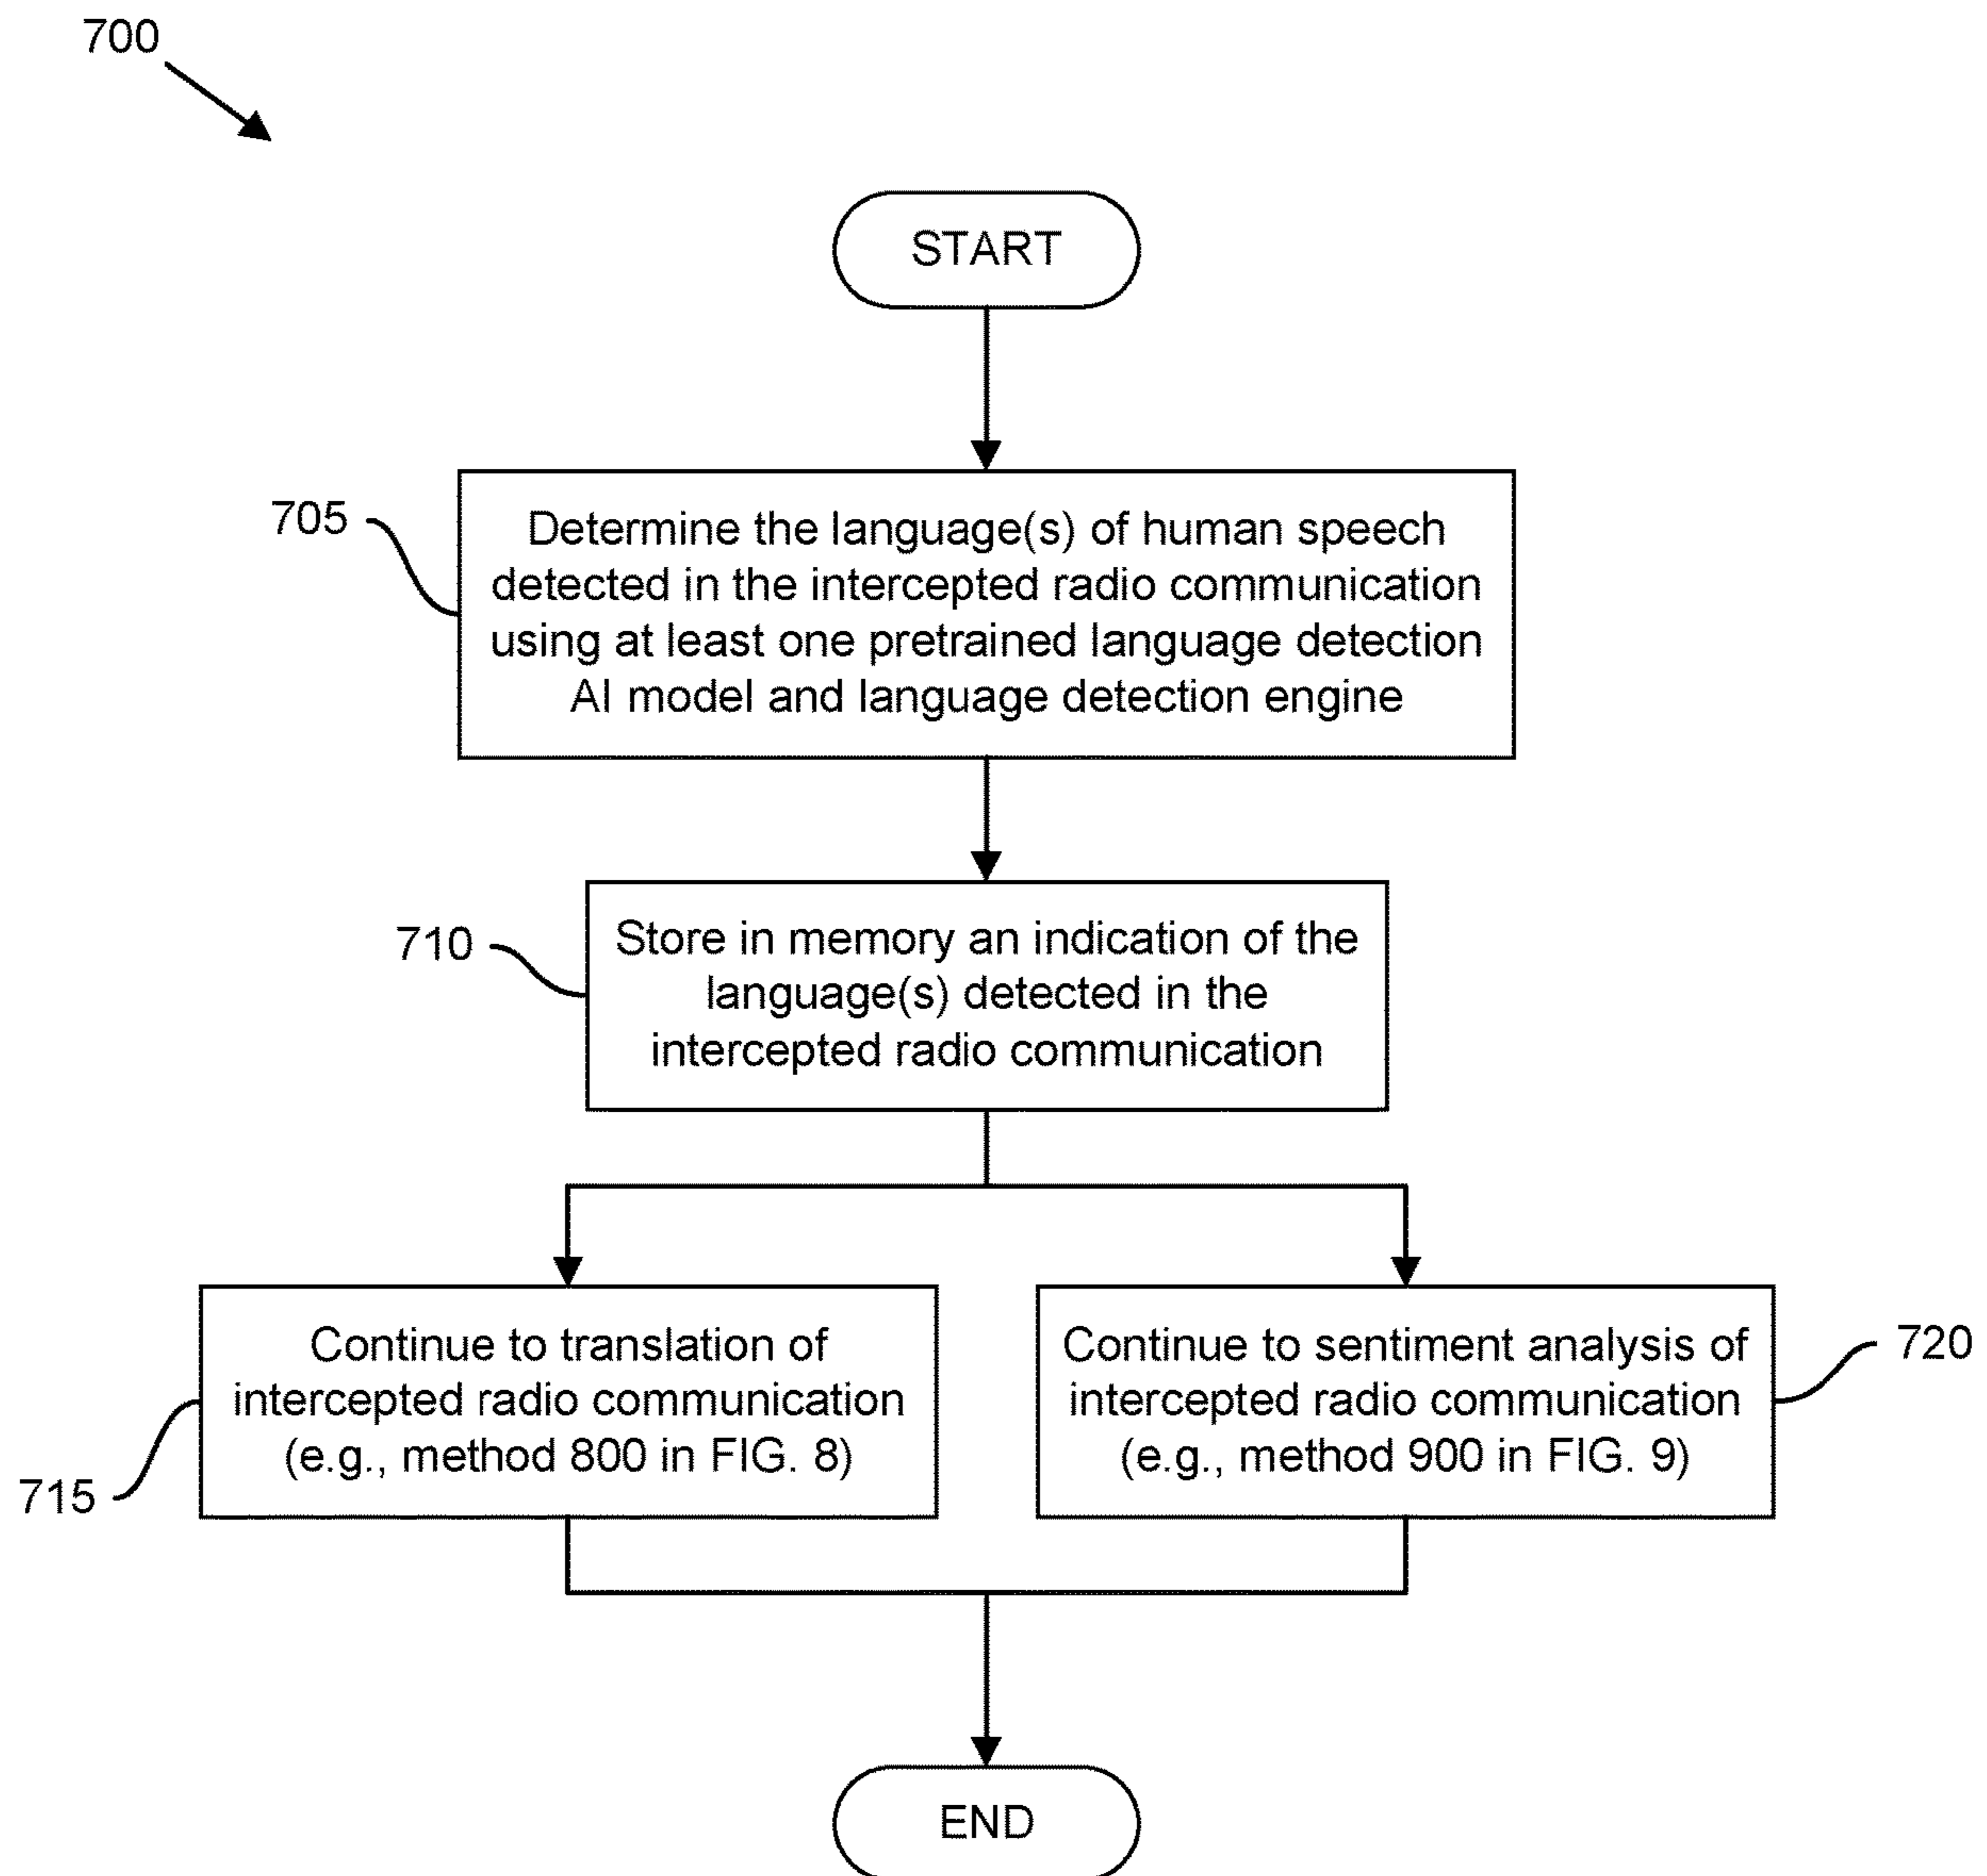 700
START
705
Determine the language(s) of human speech
detected in the intercepted radio communication
using at least one pretrained language detection
AI model and language detection engine
710
Store in memory an indication of the
language(s) detected in the
intercepted radio communication
Continue to translation of
intercepted radio communication
(e.g., method 800 in FIG. 8)
715
Continue to sentiment analysis of
intercepted radio communication
(e.g., method 900 in FIG. 9)
720
END